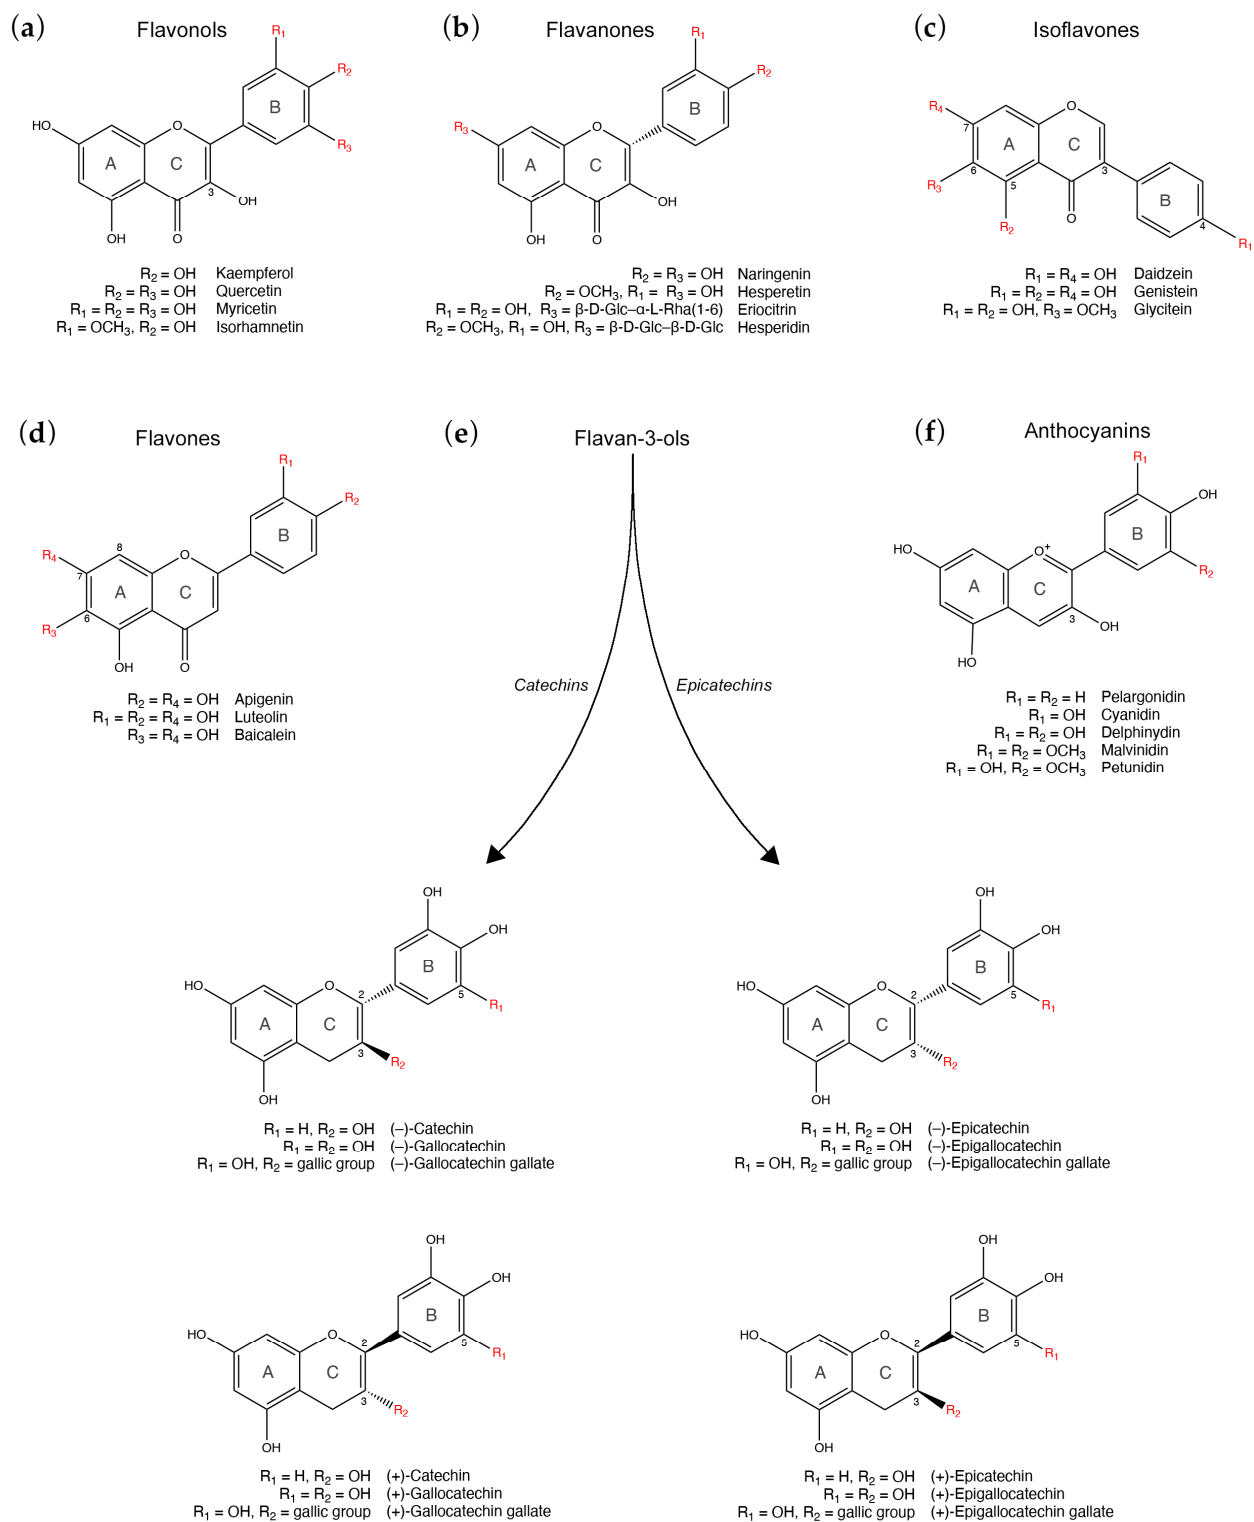 (a) Flavonols
R1
R2
B
HO
O
R3
A
C
3
OH
OH
O
R2 = OH Kaempferol
R2 = R3 = OH Quercetin
R1 = R2 = R3 = OH Myricetin
R1 = OCH3, R2 = OH Isorhamnetin
(b) Flavanones
R1
R2
B
R3
O
A
C
OH
OH
O
R2 = R3 = OH Naringenin
R2 = OCH3, R1 = R3 = OH Hesperetin
R1 = R2 = OH, R3 = β-D-Glc–α-L-Rha(1-6) Eriocitrin
R2 = OCH3, R1 = OH, R3 = β-D-Glc–β-D-Glc Hesperidin
(c) Isoflavones
R4
O
7
A
C
6
5
3
R3
O
B
R2
4
R1
R1 = R4 = OH Daidzein
R1 = R2 = R4 = OH Genistein
R1 = R2 = OH, R3 = OCH3 Glycitein
(d) Flavones
R1
R2
B
8
R4
O
7
A
C
6
R3
OH
O
R2 = R4 = OH Apigenin
R1 = R2 = R4 = OH Luteolin
R3 = R4 = OH Baicalein
(e) Flavan-3-ols
Catechins
Epicatechins
(f) Anthocyanins
R1
OH
B
HO
O+
R2
A
C
3
OH
HO
R1 = R2 = H Pelargonidin
R1 = OH Cyanidin
R1 = R2 = OH Delphinydin
R1 = R2 = OCH3 Malvinidin
R1 = OH, R2 = OCH3 Petunidin
OH
OH
B
HO
O
2
5
R1
A
C
3
R2
OH
R1 = H, R2 = OH (–)-Catechin
R1 = R2 = OH (–)-Gallocatechin
R1 = OH, R2 = gallic group (–)-Gallocatechin gallate
OH
OH
B
HO
O
2
5
R1
A
C
3
R2
OH
R1 = H, R2 = OH (–)-Epicatechin
R1 = R2 = OH (–)-Epigallocatechin
R1 = OH, R2 = gallic group (–)-Epigallocatechin gallate
OH
OH
B
HO
O
2
5
R1
A
C
3
R2
OH
R1 = H, R2 = OH (+)-Catechin
R1 = R2 = OH (+)-Gallocatechin
R1 = OH, R2 = gallic group (+)-Gallocatechin gallate
OH
OH
B
HO
O
2
5
R1
A
C
3
R2
OH
R1 = H, R2 = OH (+)-Epicatechin
R1 = R2 = OH (+)-Epigallocatechin
R1 = OH, R2 = gallic group (+)-Epigallocatechin gallate